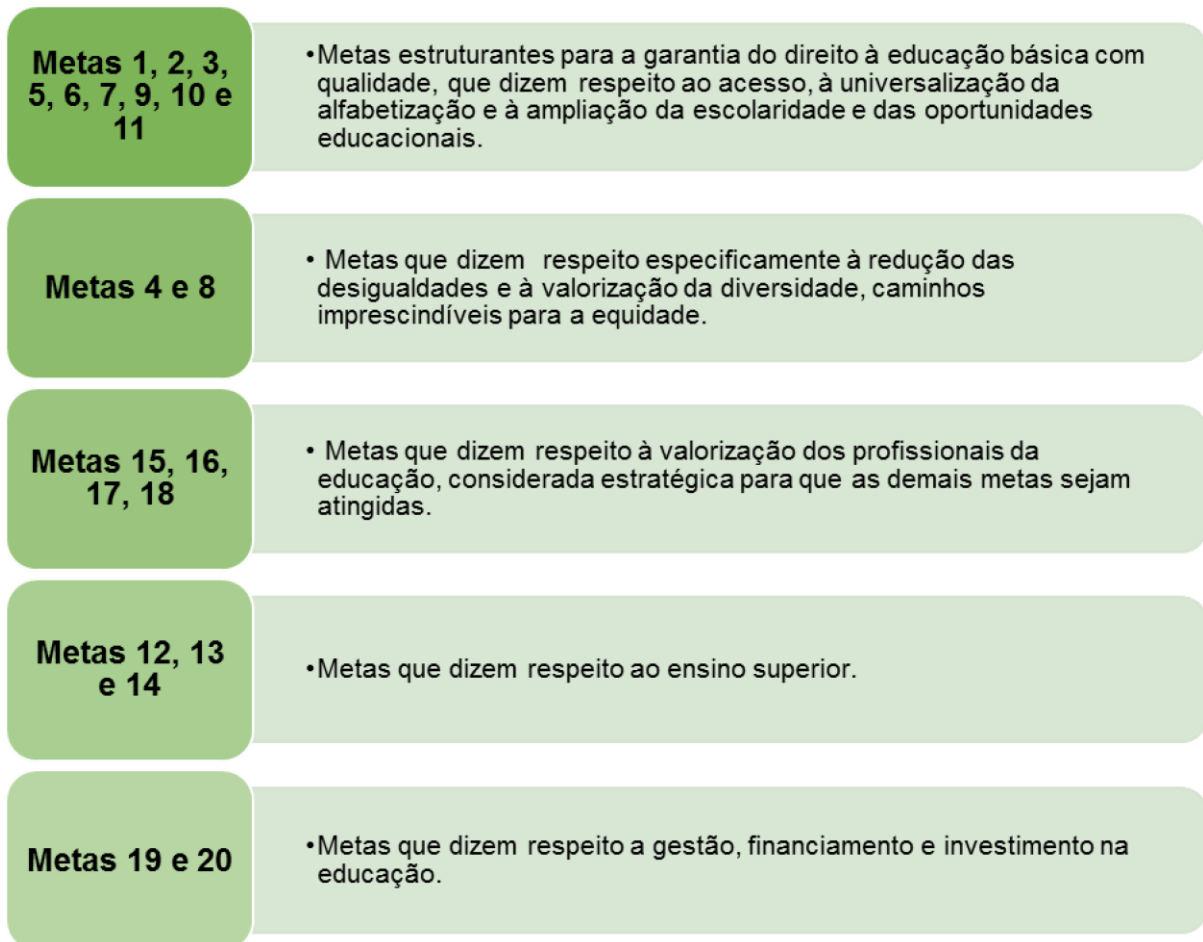 Metas 1, 2, 3,
5, 6, 7, 9, 10 e
11
•Metas estruturantes para a garantia do direito à educação básica com
qualidade, que dizem respeito ao acesso, à universalização da
alfabetização e à ampliação da escolaridade e das oportunidades
educacionais.
Metas 4 e 8
• Metas que dizem respeito especificamente à redução das
desigualdades e à valorização da diversidade, caminhos
imprescindíveis para a equidade.
Metas 15, 16,
17, 18
• Metas que dizem respeito à valorização dos profissionais da
educação, considerada estratégica para que as demais metas sejam
atingidas.
Metas 12, 13
e 14
•Metas que dizem respeito ao ensino superior.
Metas 19 e 20
•Metas que dizem respeito a gestão, financiamento e investimento na
educação.